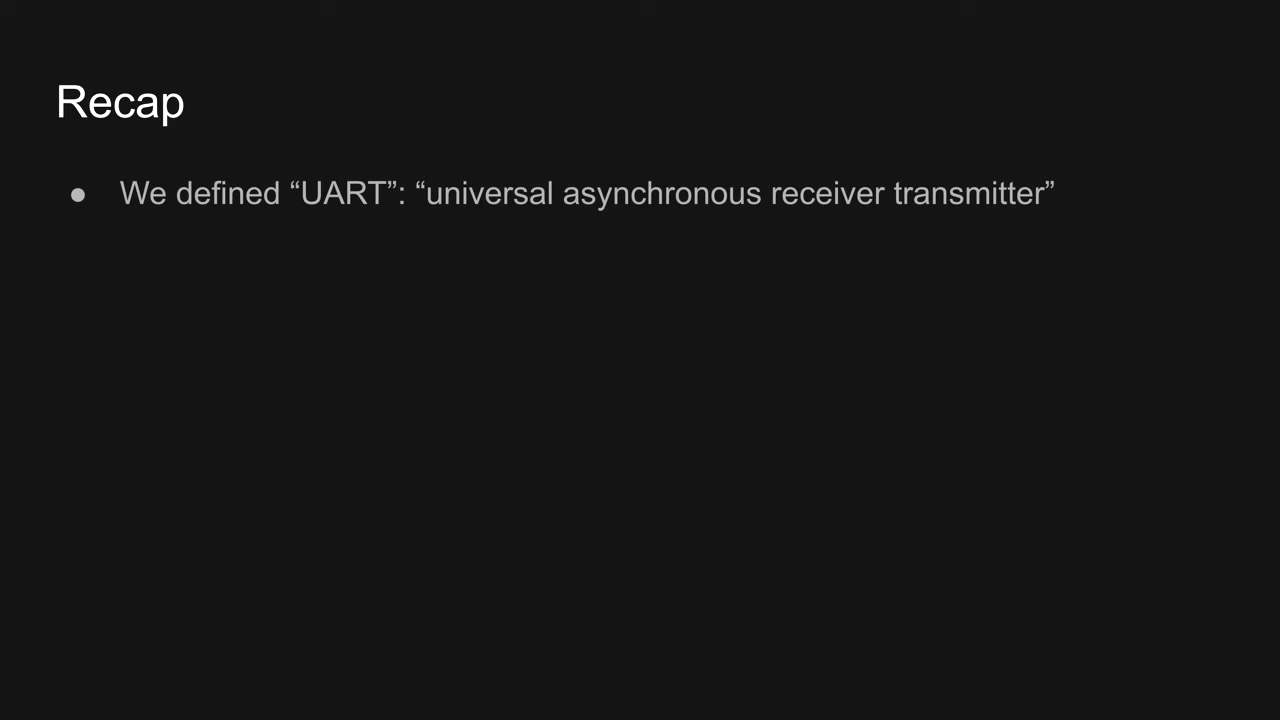 Recap
● We defined “UART”: “universal asynchronous receiver transmitter”